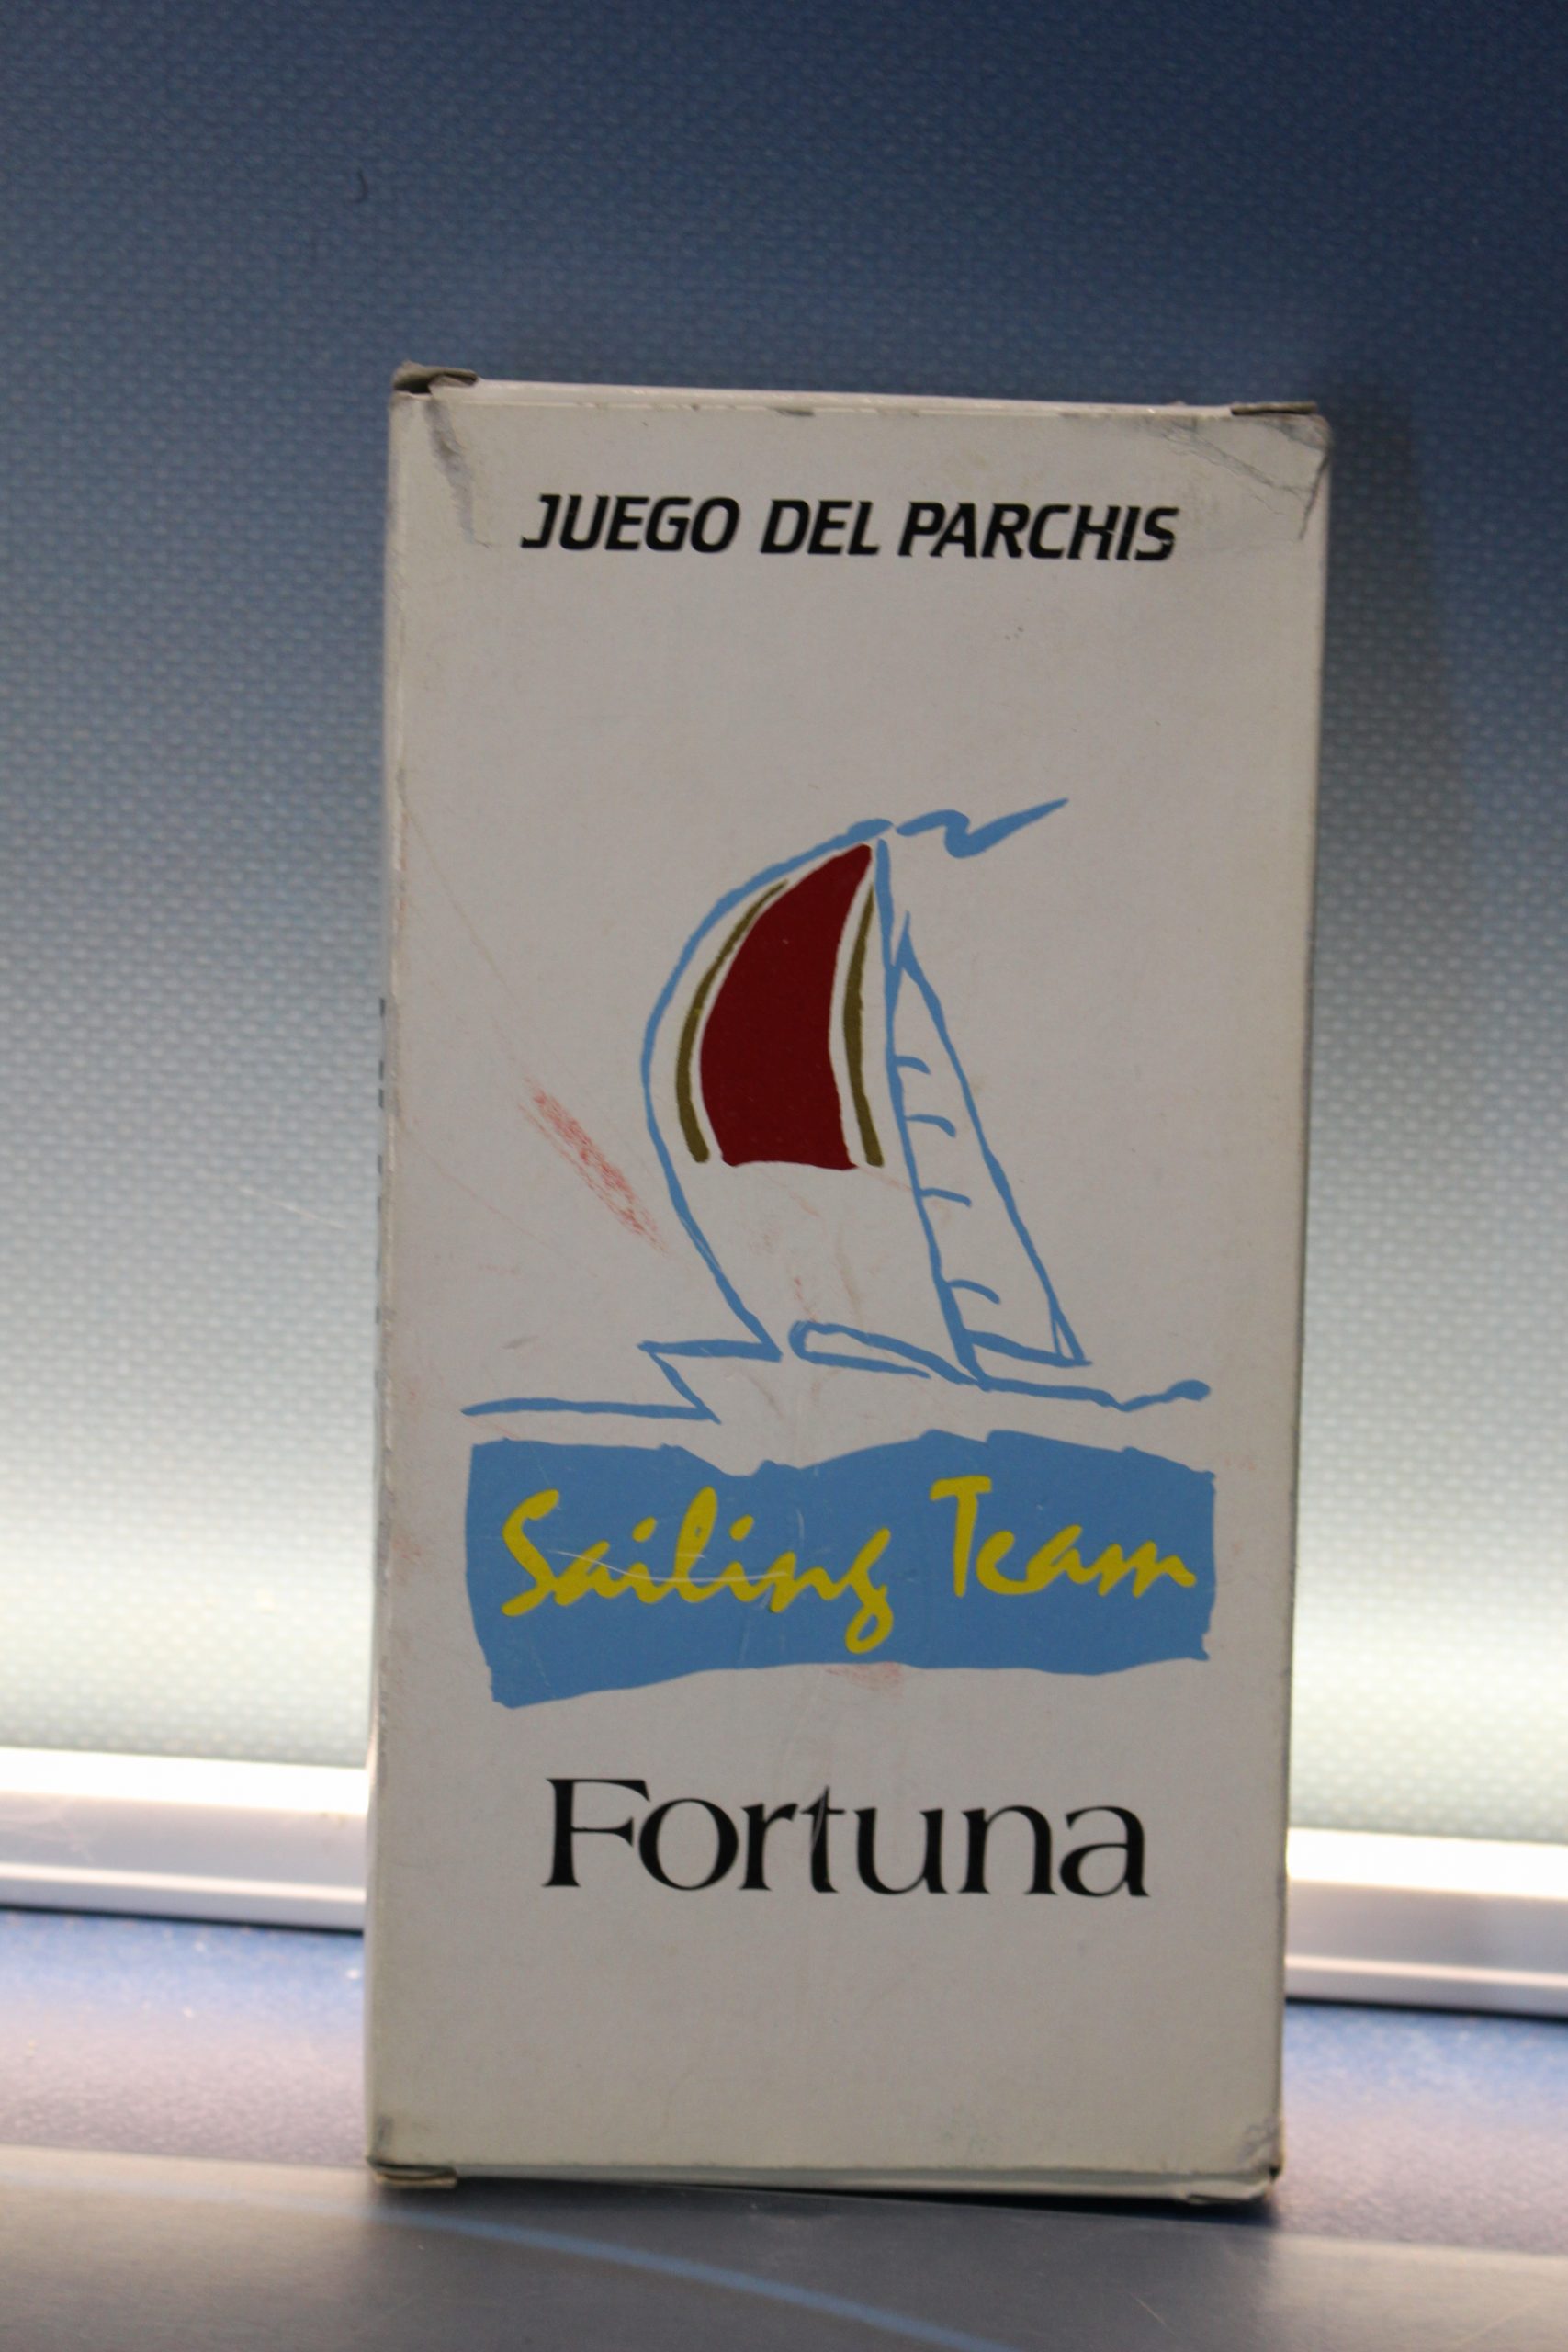 JUEGO DEL PARCHIS
Sailing Team
Fortuna